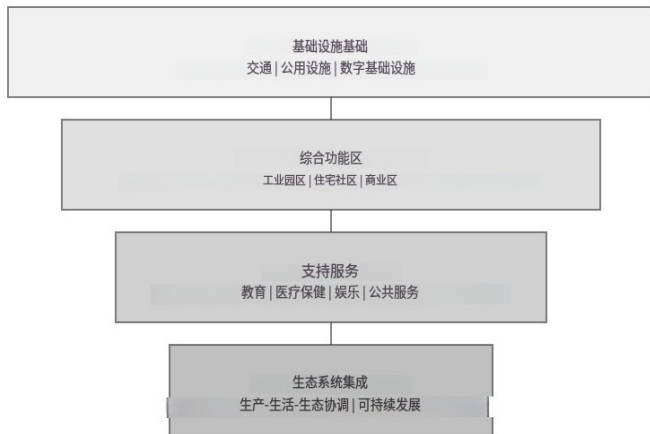 基础设施基础
交通 | 公用设施 | 数字基础设施
综合功能区
工业园区 | 住宅社区 | 商业区
支持服务
教育 | 医疗保健 | 娱乐 | 公共服务
生态系统集成
生产-生活-生态协调 | 可持续发展